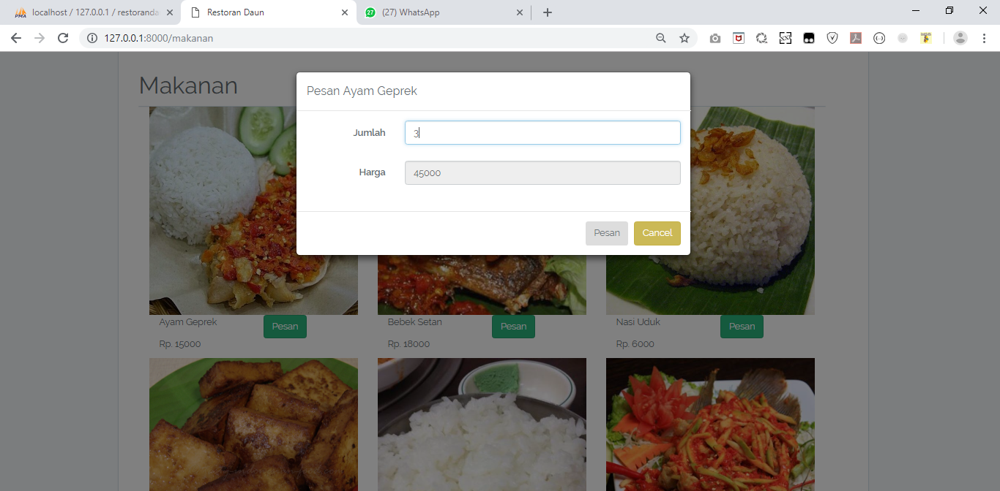 localhost / 127.0.0.1 / restoranda
Restoran Daun
(27) WhatsApp
127.0.0.1:8000/makanan
Makanan
Pesan Ayam Geprek
Jumlah
3
Harga
45000
Pesan
Cancel
Ayam Geprek
Pesan
Rp. 15000
Bebek Setan
Pesan
Rp. 18000
Nasi Uduk
Pesan
Rp. 6000